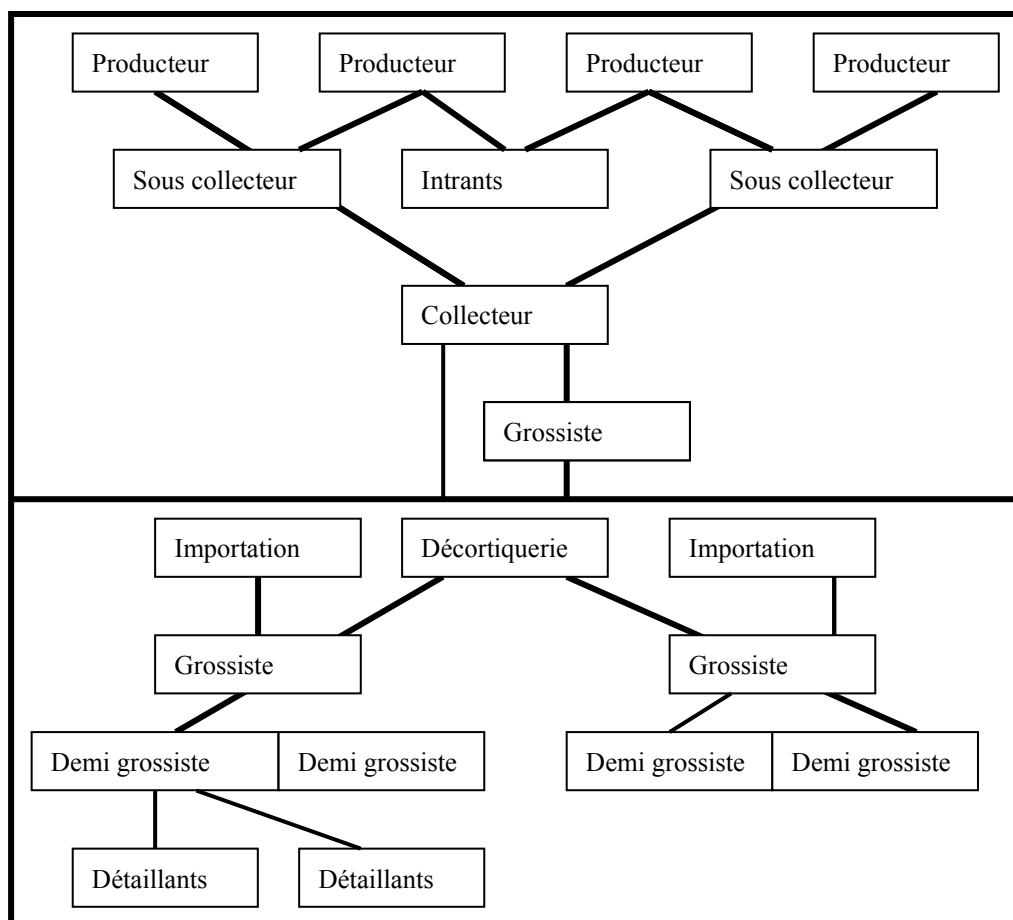 Producteur
Producteur
Producteur
Producteur
Sous collecteur
Intrants
Sous collecteur
Collecteur
Grossiste
Importation
Décortiquerie
Importation
Grossiste
Grossiste
Demi grossiste
Demi grossiste
Demi grossiste
Demi grossiste
Détaillants
Détaillants